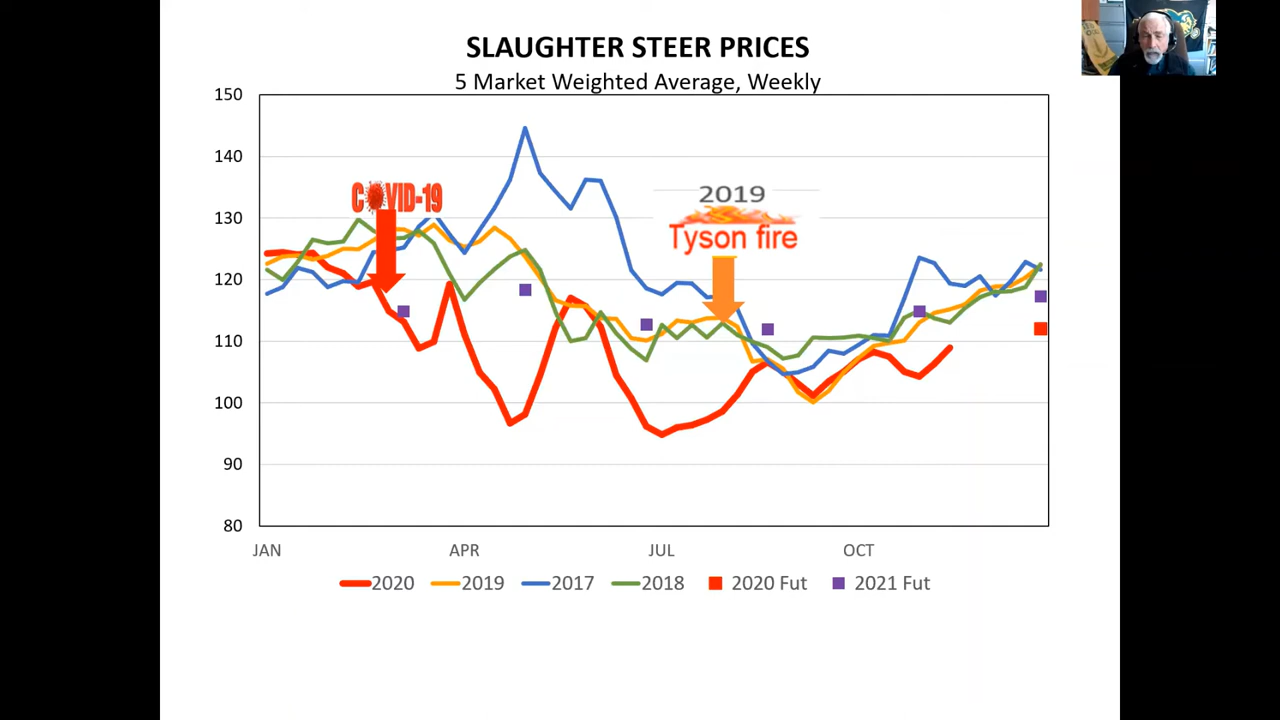 SLAUGHTER STEER PRICES
5 Market Weighted Average, Weekly
150
140
130
120
110
100
90
80
COVID-19
2019
Tyson fire
JAN APR JUL OCT
2020 2019 2017 2018 2020 Fut 2021 Fut